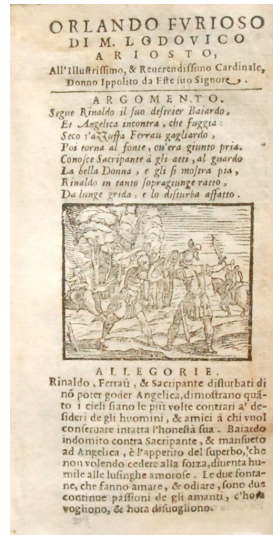 ORLANDO FVRIOSO
DI M. LODOVICO
ARIOSTO,
All'Illustrissimo, & Reuerendissimo Cardinale,
Donno Ippolito da Este suo Signore.
ARGOMENTO.
Segue Rinaldo il suo destrier Baiardo,
Et Angelica incontra, che fuggia:
Seco s'azzuffa Ferrau gagliardo,
Poi torna al fonte, ou'era giunto pria.
Conosce Sacripante à gli atti, al guardo
La bella Donna, e gli si mostra pia,
Rinaldo in tanto sopragiunge ratto,
Da lunge grida, e lo disturba affatto.
ALLEGORIE.
Rinaldo, Ferraù, & Sacripante disturbati di
nō poter goder Angelica, dimostrano quā-
to i cieli siano le più volte contrari a' de-
sideri de gli huomini, & amici à chi vuol
conseruare intatta l'honestà sua. Baiardo
indomito contra Sacripante, & mansueto
ad Angelica, è l'appetito del superbo, che
non volendo cedere alla forza, diuenta hu-
mile alle lusinghe amorose. Le due fonta-
ne, che fanno amare, & odiare, sono due
continue passioni de gli amanti, c'hora
vogliono, & hora disuogliono.